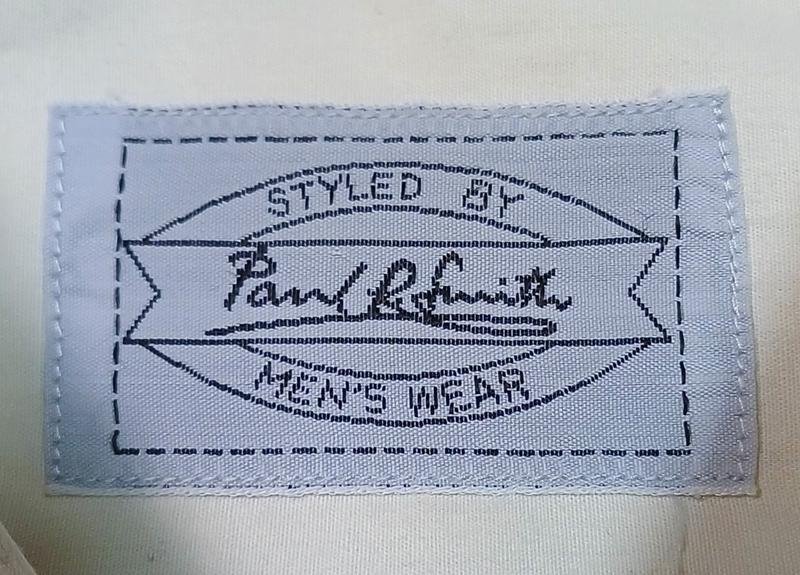 STYLED BY
Paul R. Smith
MEN'S WEAR